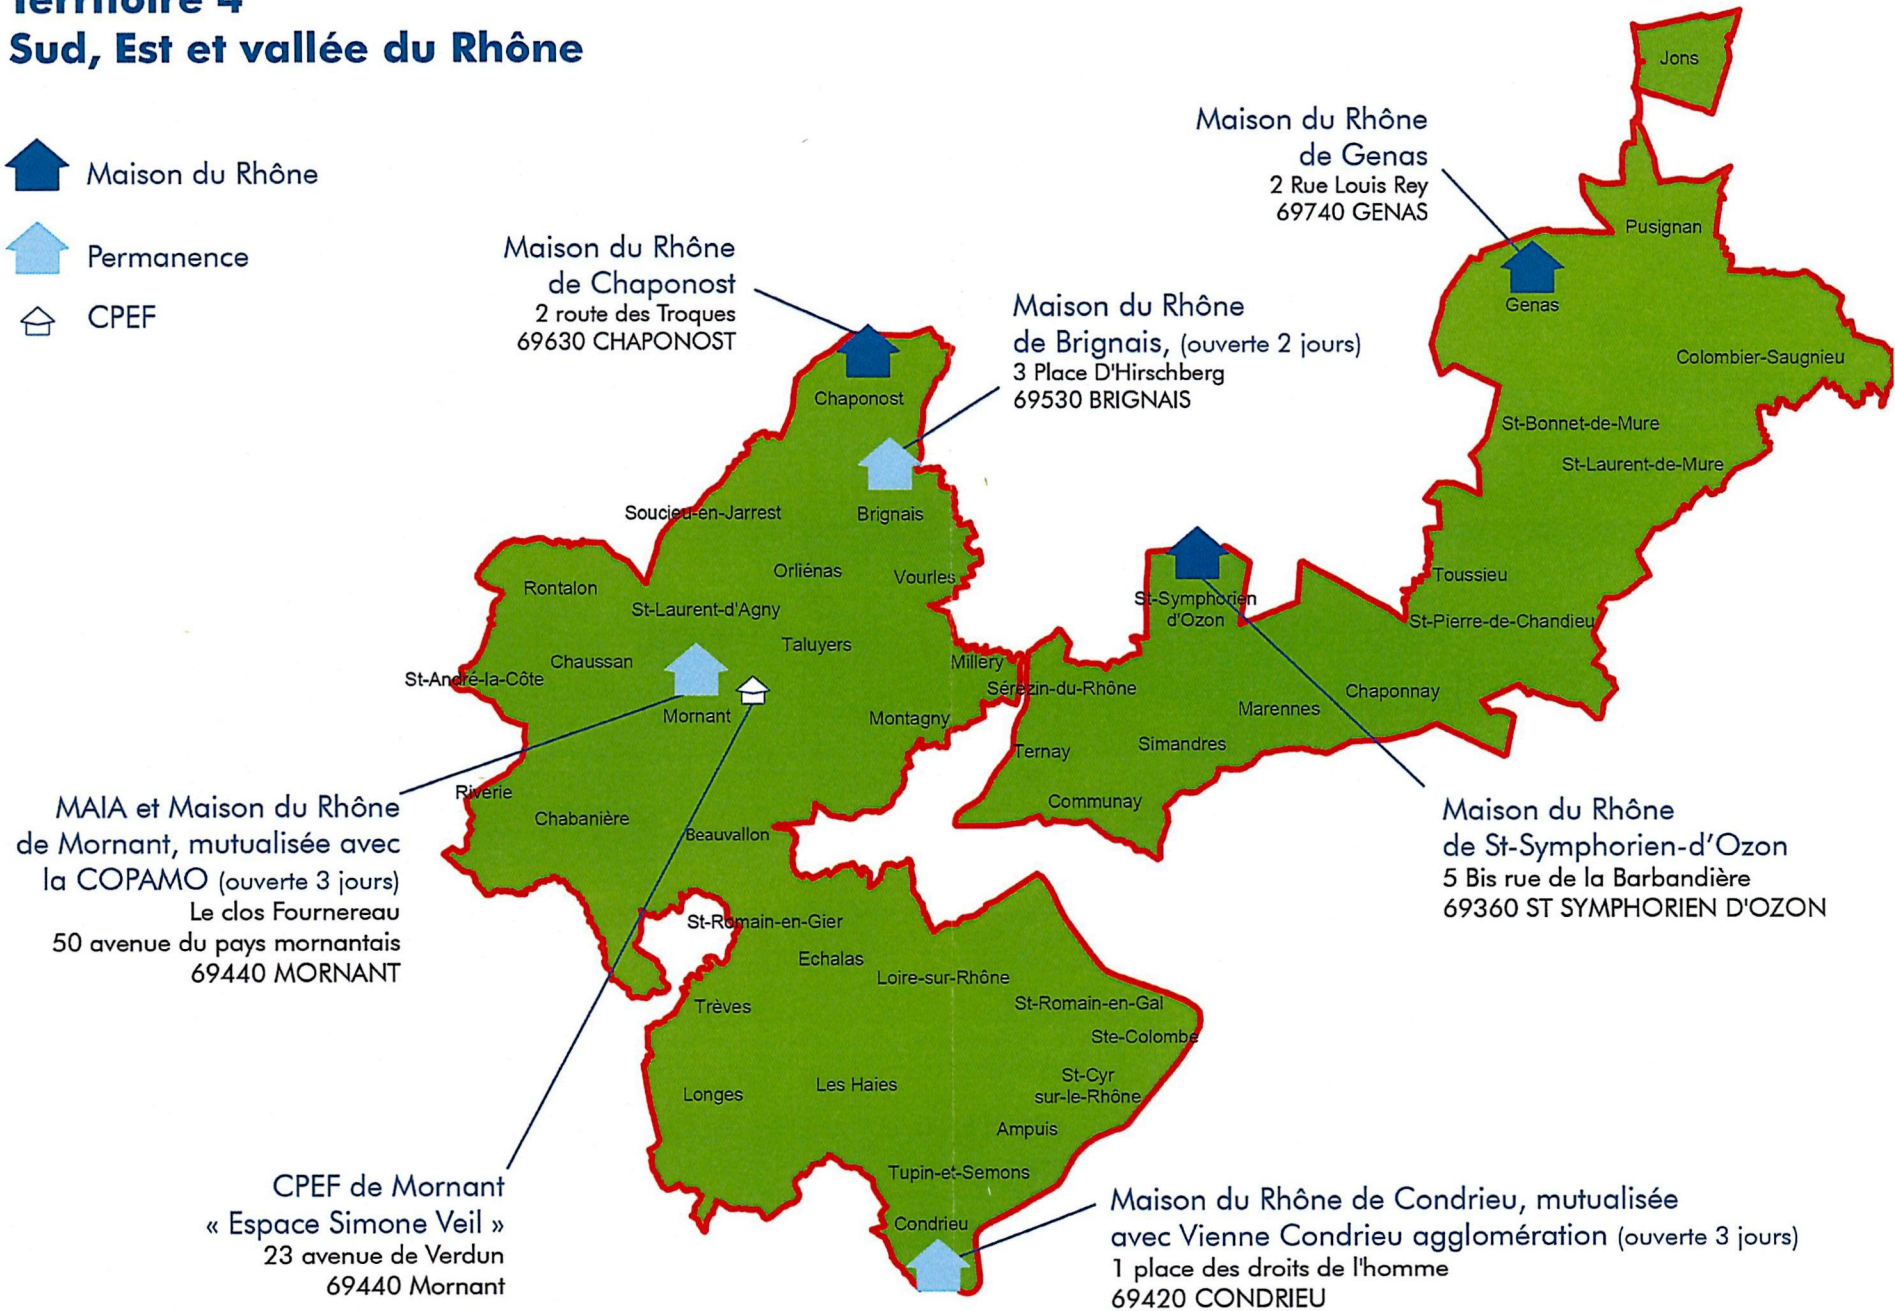 Territoire 4
Sud, Est et vallée du Rhône
Maison du Rhône
Permanence
CPEF
Maison du Rhône
de Chaponost
2 route des Troques
69630 CHAPONOST
Maison du Rhône
de Brignais, (ouverte 2 jours)
3 Place D'Hirschberg
69530 BRIGNAIS
Maison du Rhône
de Genas
2 Rue Louis Rey
69740 GENAS
Jons
Pusignan
Genas
Colombier-Saugnieu
St-Bonnet-de-Mure
St-Laurent-de-Mure
Toussieu
St-Pierre-de-Chandieu
St-Symphorien
d'Ozon
Chaponnay
Marennes
Simandres
Sérézin-du-Rhône
Ternay
Communay
Chaponost
Brignais
Soucieu-en-Jarrest
Orliénas
Vourles
Rontalon
St-Laurent-d'Agny
Taluyers
Chaussan
Millery
St-André-la-Côte
Mornant
Montagny
Riverie
Chabanière
Beauvallon
St-Romain-en-Gier
Echalas
Loire-sur-Rhône
Trèves
St-Romain-en-Gal
Ste-Colombe
Longes
Les Haies
St-Cyr
sur-le-Rhône
Ampuis
Tupin-et-Semons
Condrieu
MAIA et Maison du Rhône
de Mornant, mutualisée avec
la COPAMO (ouverte 3 jours)
Le clos Fournereau
50 avenue du pays mornantais
69440 MORNANT
Maison du Rhône
de St-Symphorien-d'Ozon
5 Bis rue de la Barbandière
69360 ST SYMPHORIEN D'OZON
CPEF de Mornant
« Espace Simone Veil »
23 avenue de Verdun
69440 Mornant
Maison du Rhône de Condrieu, mutualisée
avec Vienne Condrieu agglomération (ouverte 3 jours)
1 place des droits de l'homme
69420 CONDRIEU